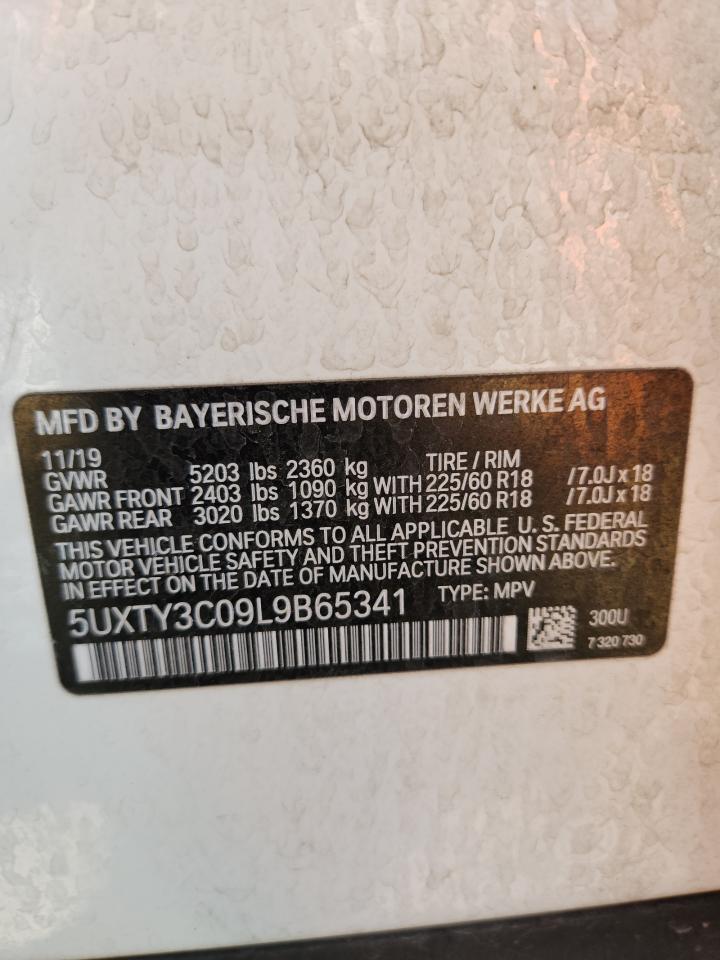 MFD BY BAYERISCHE MOTOREN WERKE AG
11/19 TIRE / RIM
GVWR 5203 lbs 2360 kg
GAWR FRONT 2403 lbs 1090 kg WITH 225/60 R18 /7.0J x 18
GAWR REAR 3020 lbs 1370 kg WITH 225/60 R18 /7.0J x 18
THIS VEHICLE CONFORMS TO ALL APPLICABLE U. S. FEDERAL
MOTOR VEHICLE SAFETY AND THEFT PREVENTION STANDARDS
IN EFFECT ON THE DATE OF MANUFACTURE SHOWN ABOVE.
5UXTY3C09L9B65341 TYPE: MPV
300U
7 320 730